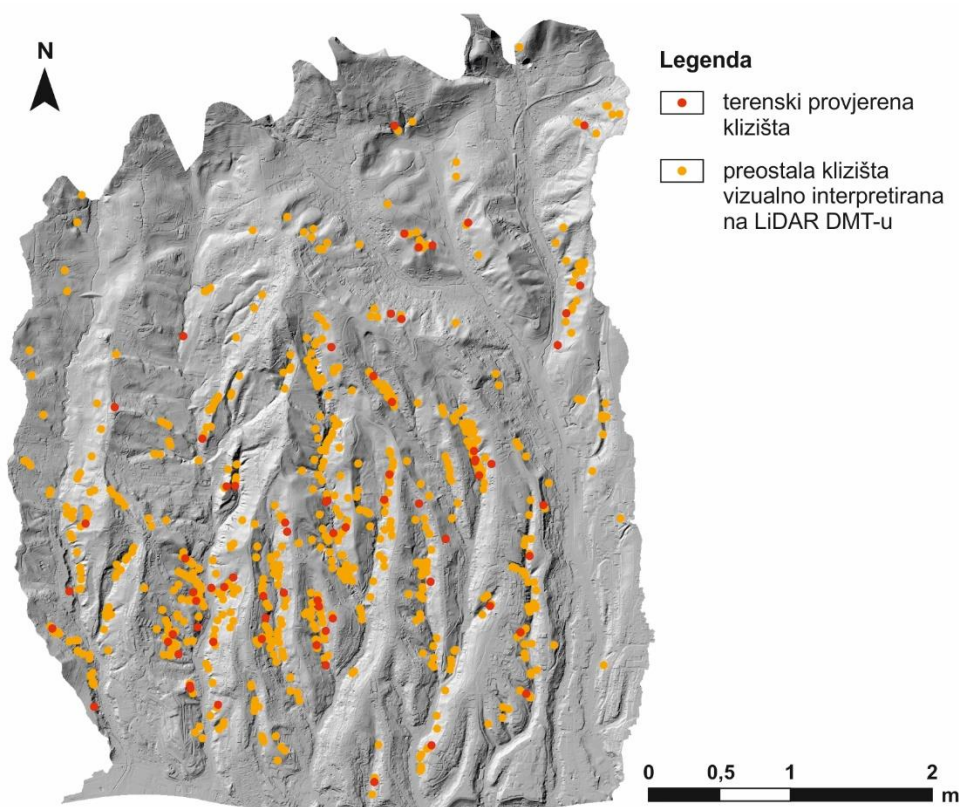 N
Legenda
terenski provjerena
klizišta
preostala klizišta
vizualno interpretirana
na LiDAR DMT-u
0 0,5 1 2
m